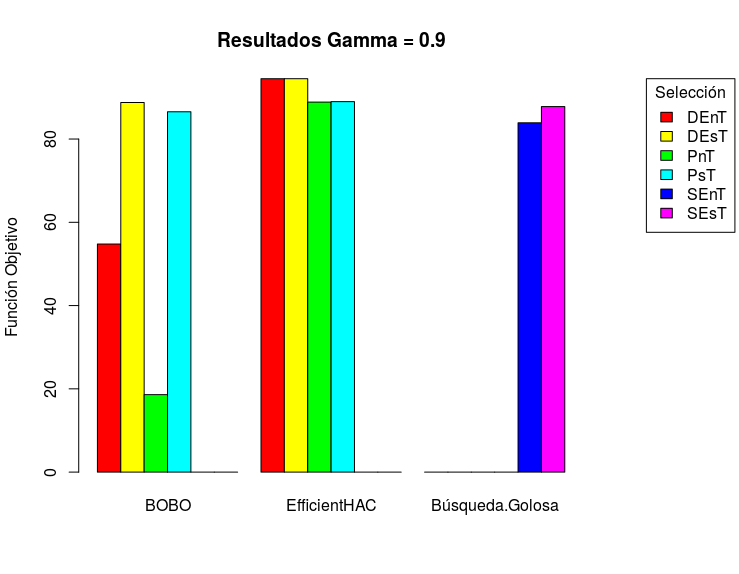 Resultados Gamma = 0.9
Selección
DEnT
DEsT
PnT
PsT
SEnT
SEsT
Función Objetivo
80
60
40
20
0
BOBO
EfficientHAC
Búsqueda.Golosa